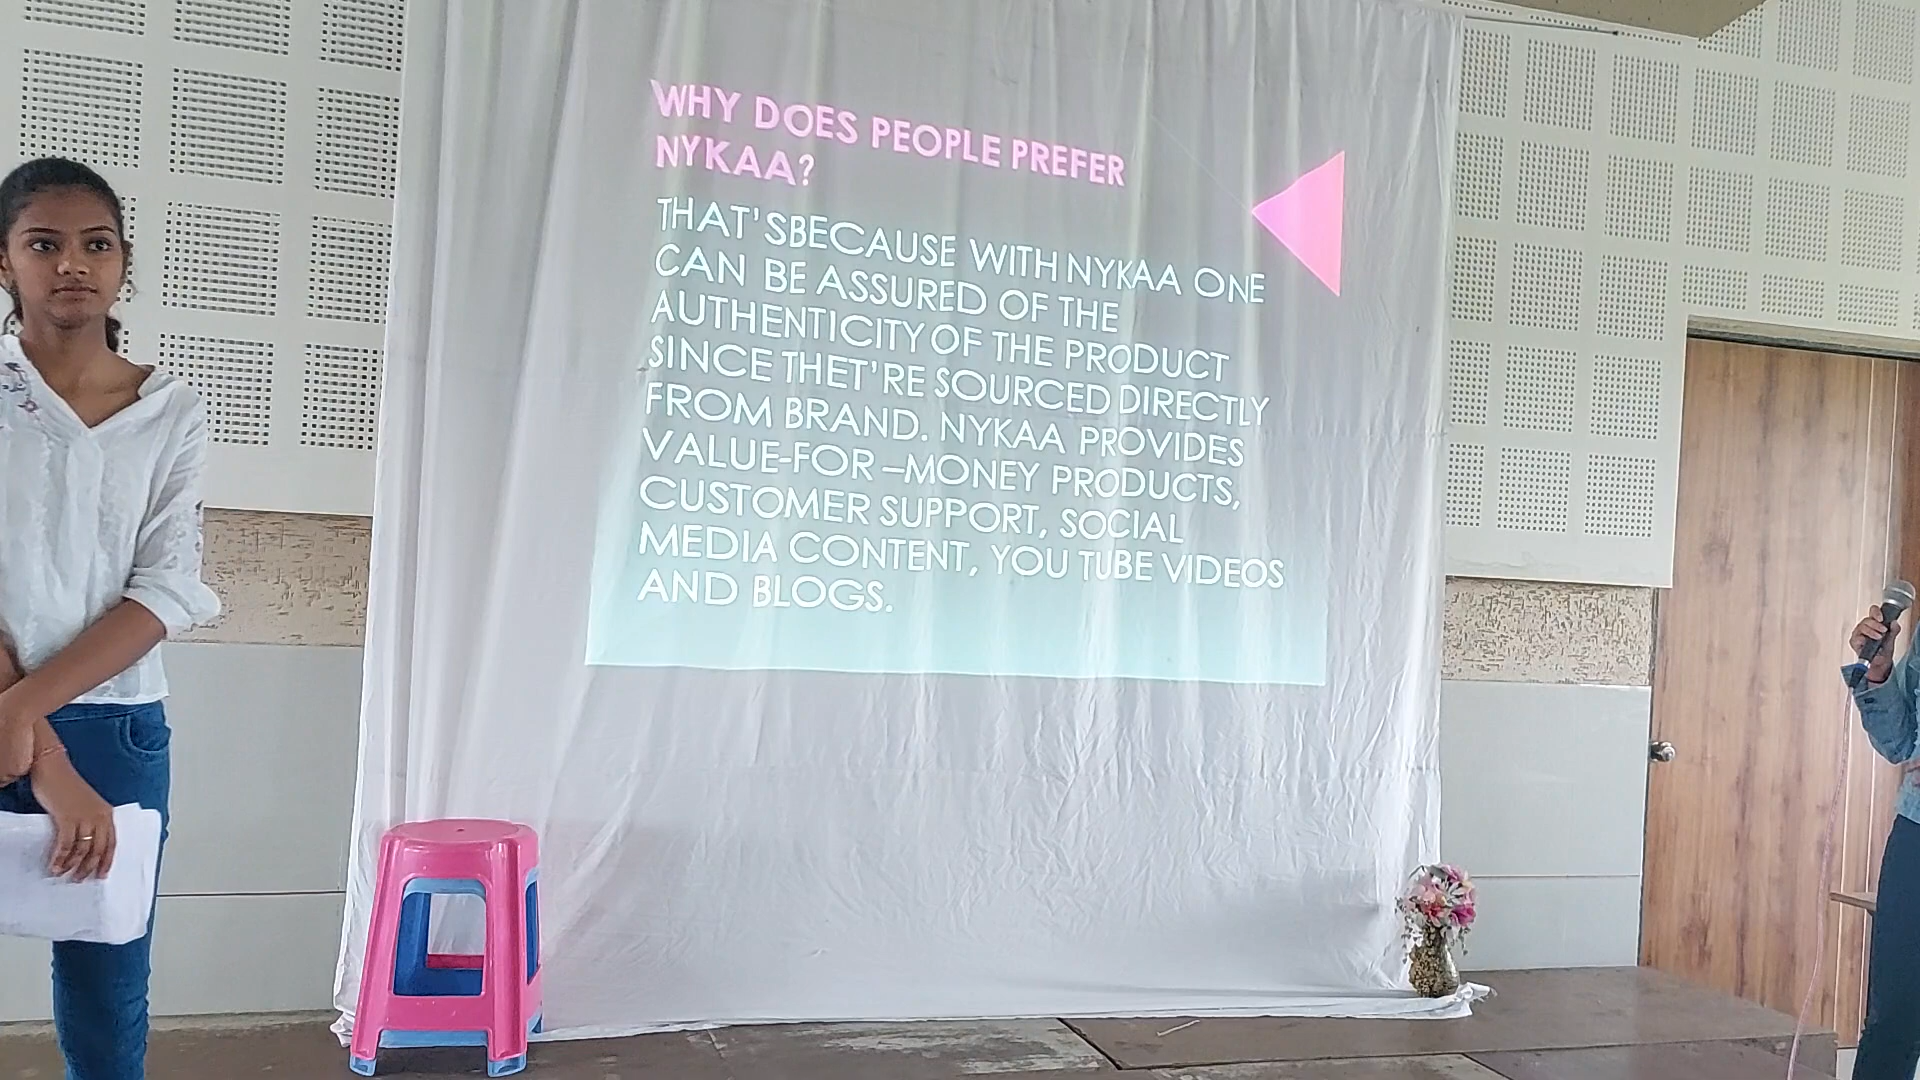 WHY DOES PEOPLE PREFER
NYKAA?
THAT'SBECAUSE WITH NYKAA ONE
CAN BE ASSURED OF THE
AUTHENTICITY OF THE PRODUCT
SINCE THET'RE SOURCED DIRECTLY
FROM BRAND. NYKAA PROVIDES
VALUE-FOR –MONEY PRODUCTS,
CUSTOMER SUPPORT, SOCIAL
MEDIA CONTENT, YOU TUBE VIDEOS
AND BLOGS.